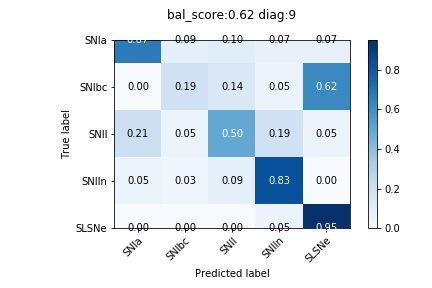 bal_score:0.62 diag:9
True label
SNIa 0.67 0.09 0.10 0.07 0.07
SNIbc 0.00 0.19 0.14 0.05 0.62
SNII 0.21 0.05 0.50 0.19 0.05
SNIIn 0.05 0.03 0.09 0.83 0.00
SLSNe 0.00 0.00 0.00 0.05 0.95
SNIa SNIbc SNII SNIIn SLSNe
Predicted label
0.8
0.6
0.4
0.2
0.0